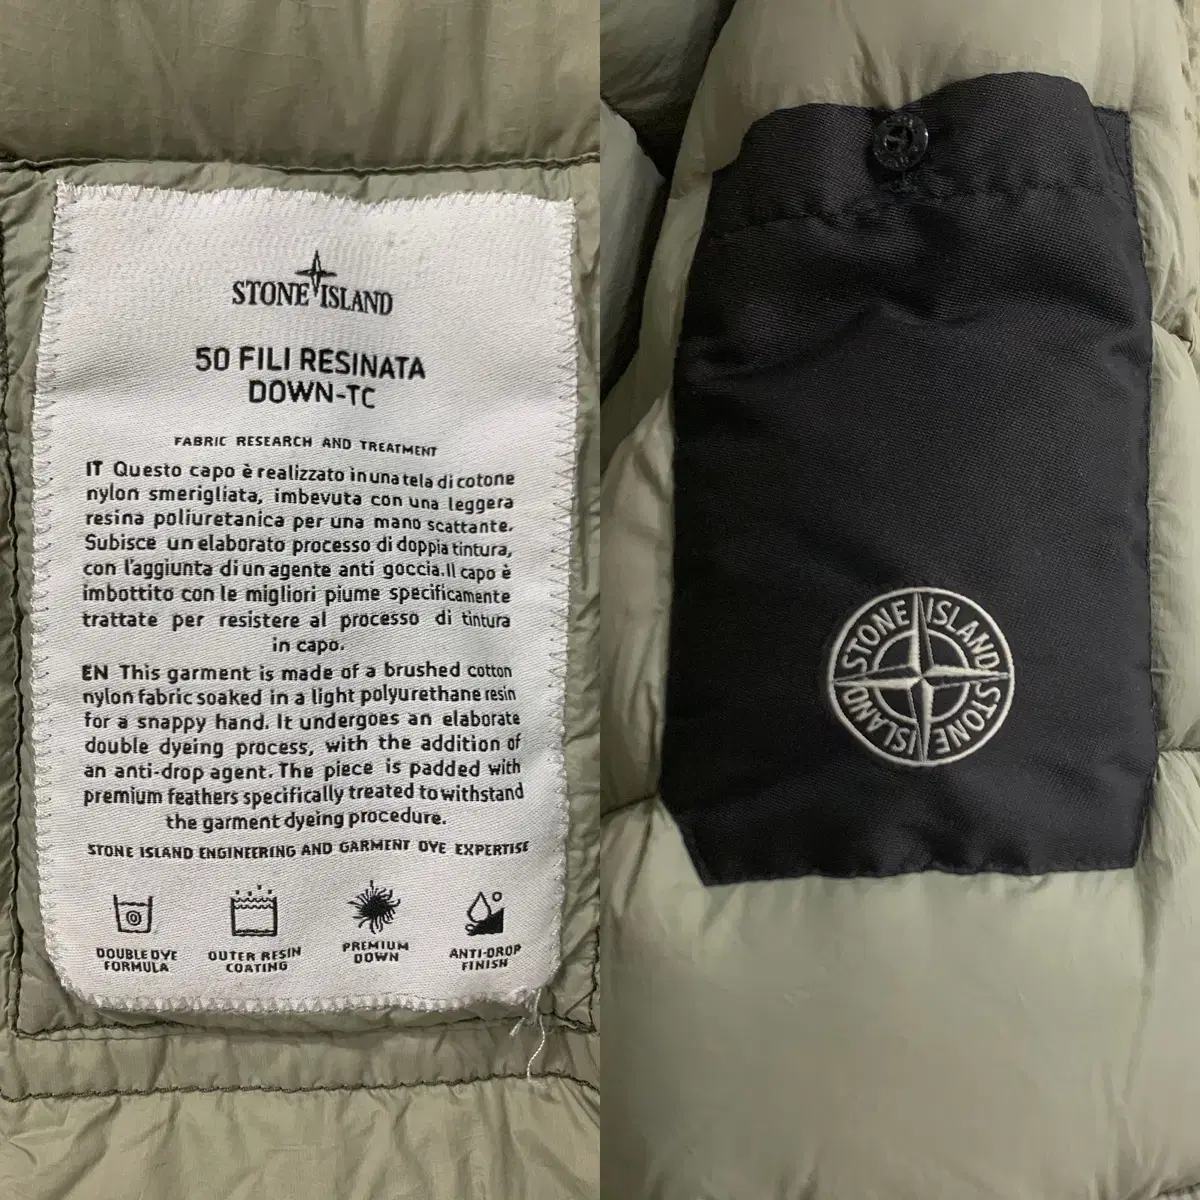 STONE ISLAND
50 FILI RESINATA
DOWN-TC
FABRIC RESEARCH AND TREATMENT
IT Questo capo è realizzato in una tela di cotone
nylon smerigliata, imbevuta con una leggera
resina poliuretanica per una mano scattante.
Subisce un elaborato processo di doppia tintura,
con l'aggiunta di un agente anti goccia. Il capo è
imbottito con le migliori piume specificamente
trattate per resistere al processo di tintura
in capo.
EN This garment is made of a brushed cotton
nylon fabric soaked in a light polyurethane resin
for a snappy hand. It undergoes an elaborate
double dyeing process, with the addition of
an anti-drop agent. The piece is padded with
premium feathers specifically treated to withstand
the garment dyeing procedure.
STONE ISLAND ENGINEERING AND GARMENT DYE EXPERTISE
DOUBLE DYE
FORMULA
OUTER RESIN
COATING
PREMIUM
DOWN
ANTI-DROP
FINISH
STONE ISLAND STONE ISLAND